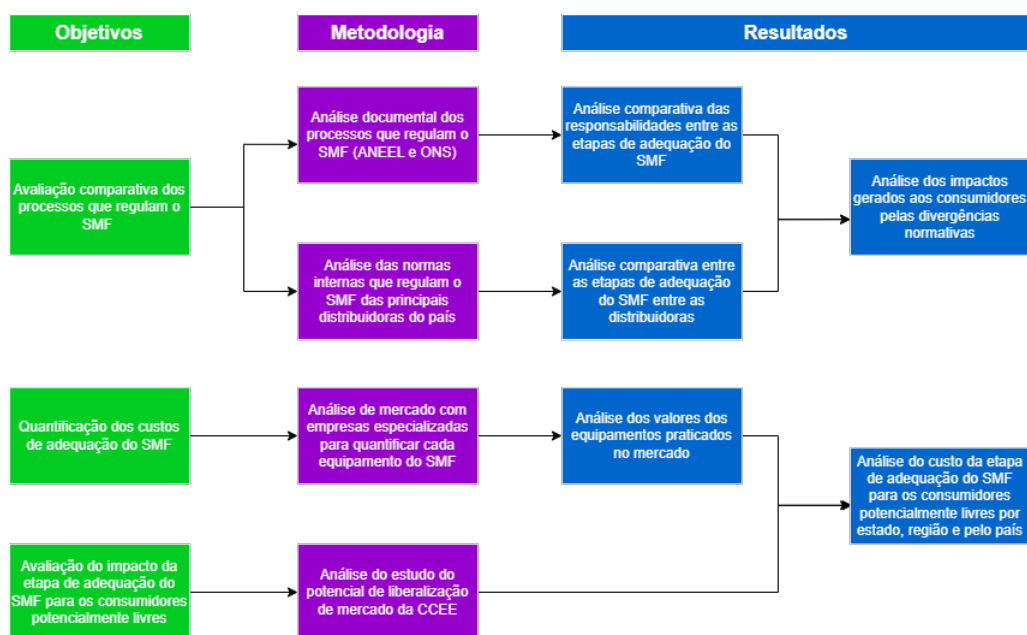 Objetivos
Metodologia
Resultados
Análise documental dos
processos que regulam o
SMF (ANEEL e ONS)
Análise comparativa das
responsabilidades entre as
etapas de adequação do
SMF
Avaliação comparativa dos
processos que regulam o
SMF
Análise dos impactos
gerados aos consumidores
pelas divergências
normativas
Análise das normas
internas que regulam o
SMF das principais
distribuidoras do país
Análise comparativa entre
as etapas de adequação
do SMF entre as
distribuidoras
Quantificação dos custos
de adequação do SMF
Análise de mercado com
empresas especializadas
para quantificar cada
equipamento do SMF
Análise dos valores dos
equipamentos praticados
no mercado
Análise do custo da etapa
de adequação do SMF
para os consumidores
potencialmente livres por
estado, região e pelo país
Avaliação do impacto da
etapa de adequação do
SMF para os consumidores
potencialmente livres
Análise do estudo do
potencial de liberalização
de mercado da CCEE